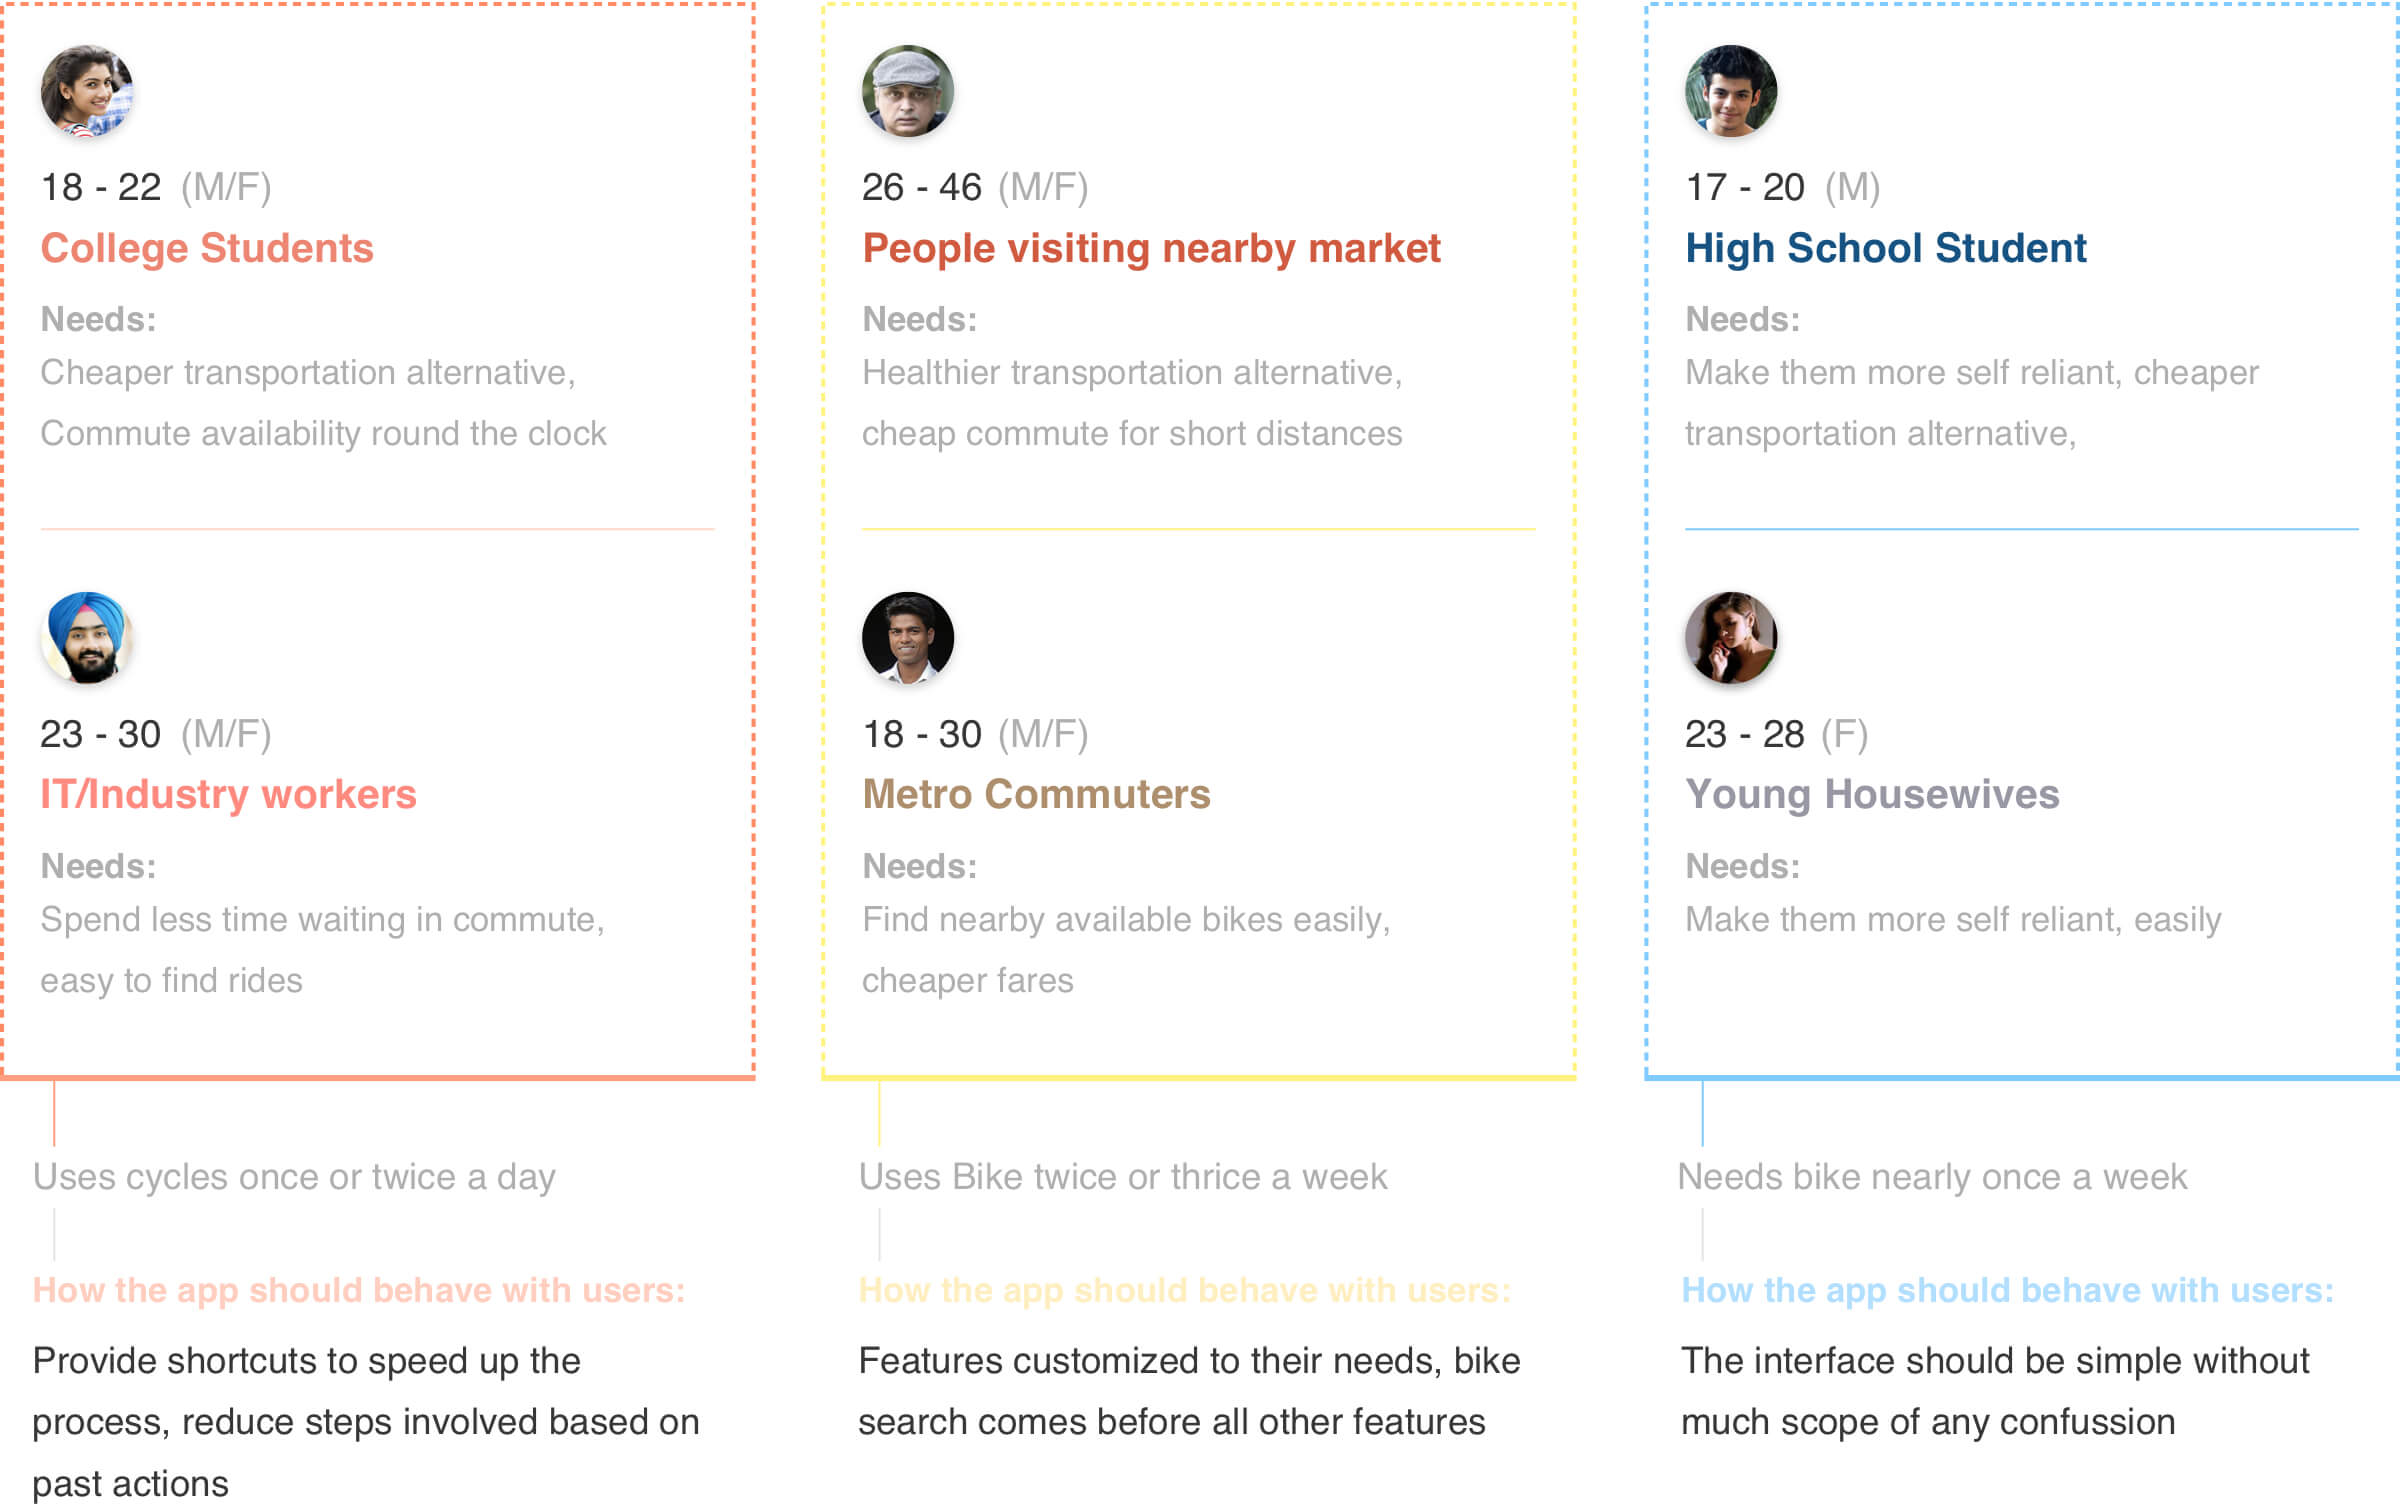 18 - 22 (M/F)
College Students
Needs:
Cheaper transportation alternative,
Commute availability round the clock
23 - 30 (M/F)
IT/Industry workers
Needs:
Spend less time waiting in commute,
easy to find rides
Uses cycles once or twice a day
How the app should behave with users:
Provide shortcuts to speed up the
process, reduce steps involved based on
past actions
26 - 46 (M/F)
People visiting nearby market
Needs:
Healthier transportation alternative,
cheap commute for short distances
18 - 30 (M/F)
Metro Commuters
Needs:
Find nearby available bikes easily,
cheaper fares
Uses Bike twice or thrice a week
How the app should behave with users:
Features customized to their needs, bike
search comes before all other features
17 - 20 (M)
High School Student
Needs:
Make them more self reliant, cheaper
transportation alternative,
23 - 28 (F)
Young Housewives
Needs:
Make them more self reliant, easily
Needs bike nearly once a week
How the app should behave with users:
The interface should be simple without
much scope of any confussion